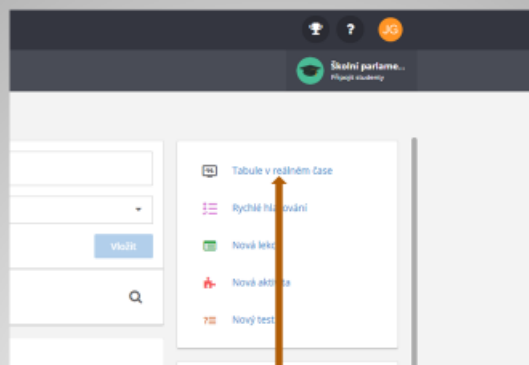 ?
JG
Školní parlame...
Připojit studenty
Tabule v reálném čase
Rychlé hlasování
Vložit
Nová lekce
Nová aktivita
Nový test